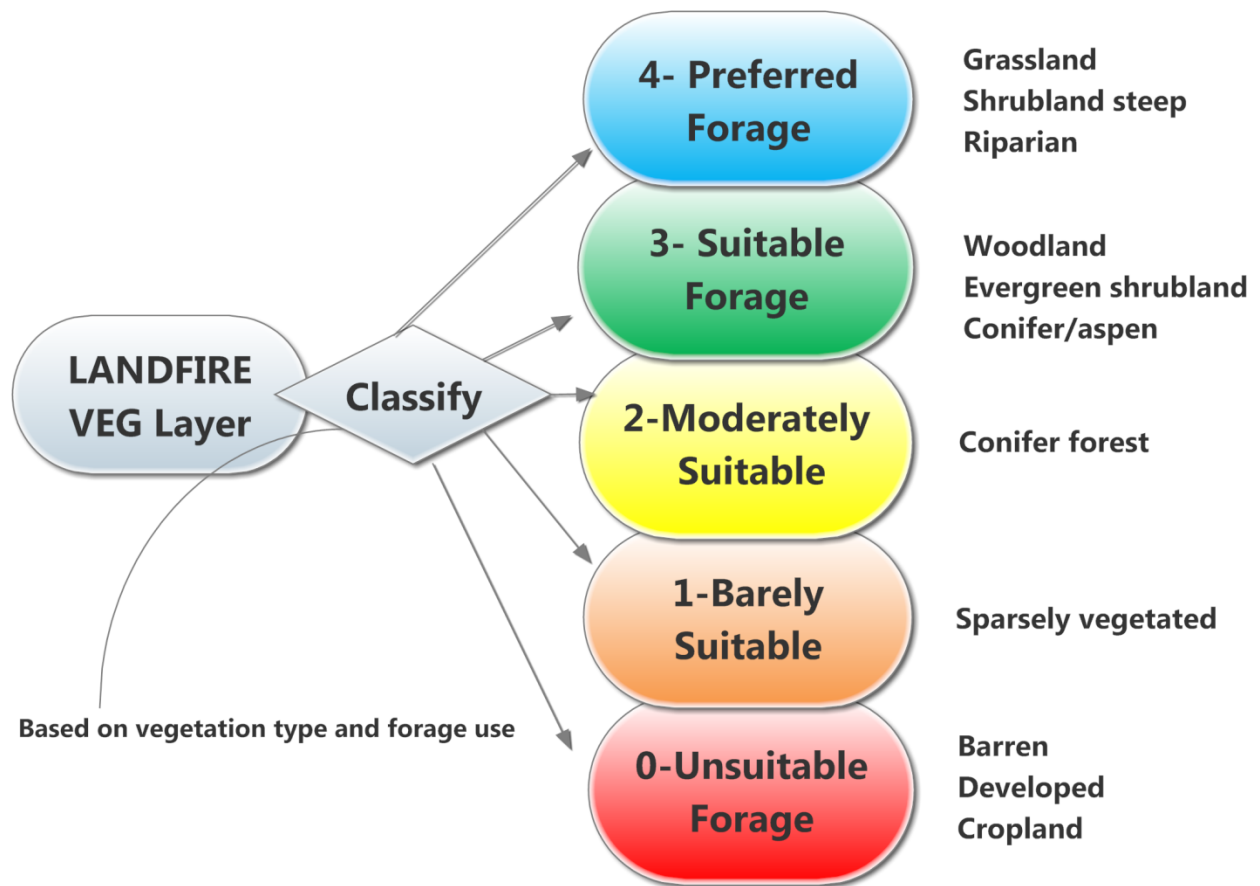 4- Preferred
Forage
Grassland
Shrubland steep
Riparian
3- Suitable
Forage
Woodland
Evergreen shrubland
Conifer/aspen
LANDFIRE
VEG Layer
Classify
2-Moderately
Suitable
Conifer forest
1-Barely
Suitable
Sparsely vegetated
Based on vegetation type and forage use
0-Unsuitable
Forage
Barren
Developed
Cropland